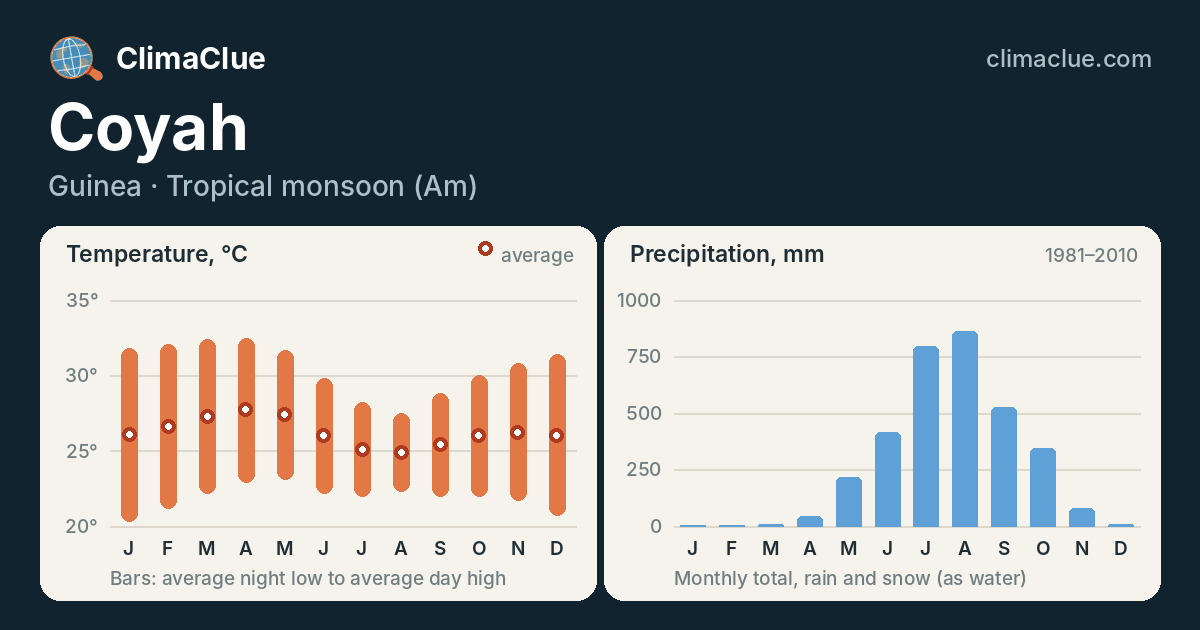 ClimaClue
climaclue.com
Coyah
Guinea · Tropical monsoon (Am)
Temperature, °C
average
35°
30°
25°
20°
J F M A M J J A S O N D
Bars: average night low to average day high
Precipitation, mm
1981–2010
1000
750
500
250
0
J F M A M J J A S O N D
Monthly total, rain and snow (as water)